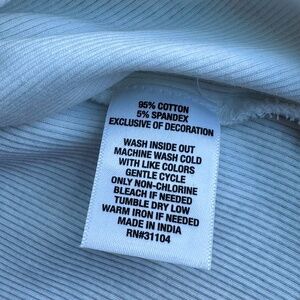 95% COTTON
5% SPANDEX
EXCLUSIVE OF DECORATION
WASH INSIDE OUT
MACHINE WASH COLD
WITH LIKE COLORS
GENTLE CYCLE
ONLY NON-CHLORINE
BLEACH IF NEEDED
TUMBLE DRY LOW
WARM IRON IF NEEDED
MADE IN INDIA
RN#31104